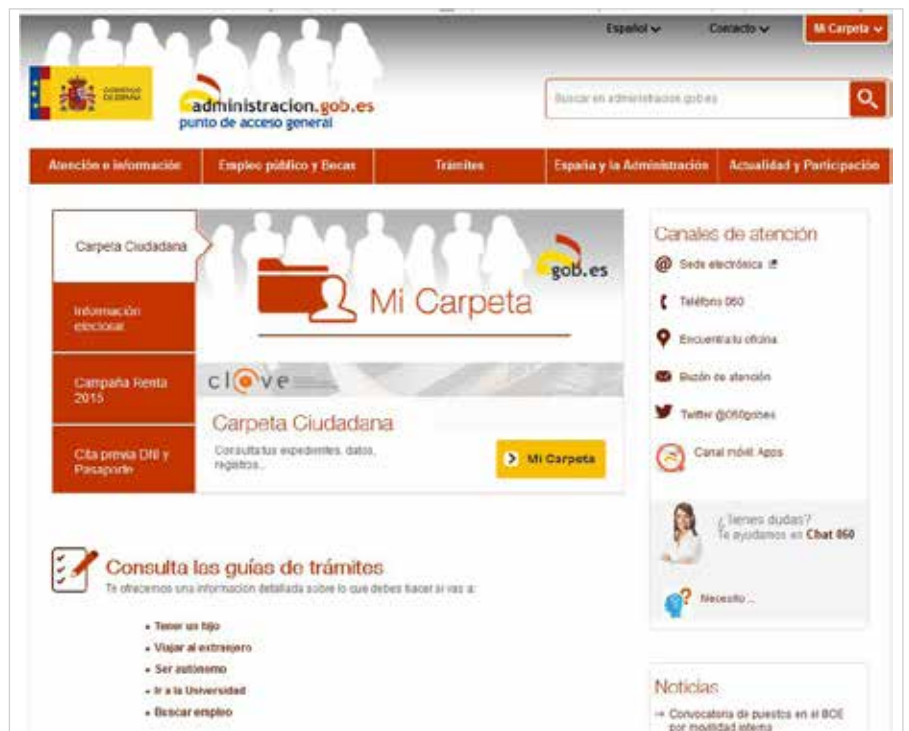 Español
Contacto
Mi Carpeta
GOBIERNO
DE ESPAÑA
administracion.gob.es
punto de acceso general
Buscar en administracion.gob.es
Atención e información
Empleo público y Becas
Trámites
España y la Administración
Actualidad y Participación
Carpeta Ciudadana
Información
electoral
Campaña Renta
2015
Cita previa DNI y
Pasaporte
gob.es
Mi Carpeta
cl@ve
Carpeta Ciudadana
Consulta tus expedientes, datos,
registros...
Mi Carpeta
Canales de atención
Sede electrónica
Teléfono 060
Encuentra tu oficina
Buzón de atención
Twitter @060gobes
Canal móvil: Apps
¿Tienes dudas?
Te ayudamos en Chat 060
Necesito ...
Consulta las guías de trámites
Te ofrecemos una información detallada sobre lo que debes hacer si vas a:
• Tener un hijo
• Viajar al extranjero
• Ser autónomo
• Ir a la Universidad
• Buscar empleo
Noticias
→ Convocatoria de puestos en el BOE
por movilidad interna